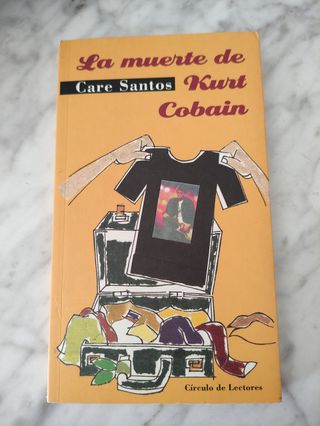 La muerte de
Care Santos Kurt
Cobain
Círculo de Lectores